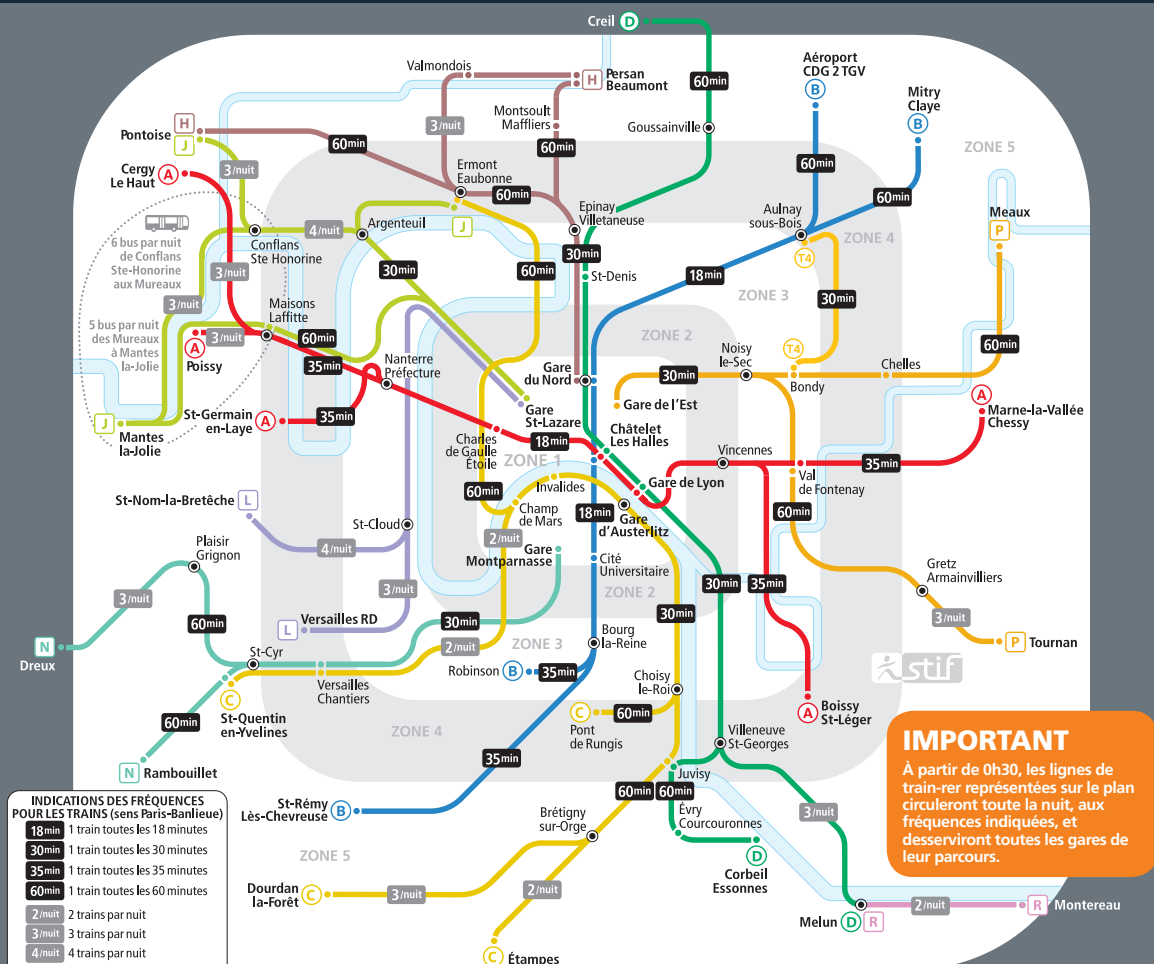 Creil D
60min
Goussainville
Valmondois
H Persan
Beaumont
Montsoult
Maffliers
3/nuit
60min
Aéroport
CDG 2 TGV
B
60min
Mitry
Claye
B
60min
ZONE 5
Pontoise
H
J
60min
3/nuit
Cergy
Le Haut
A
Ermont
Eaubonne
60min
J
Epinay
Villetaneuse
Aulnay
sous-Bois
T4
ZONE 4
Meaux
P
6 bus par nuit
de Conflans
Ste-Honorine
aux Mureaux
Conflans
Ste Honorine
4/nuit
Argenteuil
30min
60min
30min
St-Denis
18min
30min
ZONE 3
3/nuit
3/nuit
5 bus par nuit
des Mureaux
à Mantes
la-Jolie
Maisons
Laffitte
60min
35min
3/nuit
A
Poissy
ZONE 2
Noisy
le-Sec
T4
Bondy
Chelles
60min
Nanterre
Préfecture
Gare
du Nord
30min
Gare de l'Est
J Mantes
la-Jolie
St-Germain
en-Laye
A
35min
Gare
St-Lazare
Châtelet
Les Halles
A
Marne-la-Vallée
Chessy
Charles
de Gaulle
Étoile
18min
ZONE 1
Vincennes
Val
de Fontenay
35min
Gare de Lyon
St-Nom-la-Bretêche
L
4/nuit
St-Cloud
60min
Invalides
Champ
de Mars
2/nuit
18min
Gare
d'Austerlitz
60min
Gare
Montparnasse
Cité
Universitaire
ZONE 2
Plaisir
Grignon
3/nuit
60min
3/nuit
30min
35min
Gretz
Armainvilliers
3/nuit
P Tournan
Versailles RD
L
30min
30min
2/nuit
ZONE 3
Bourg
la-Reine
N
Dreux
St-Cyr
Versailles
Chantiers
Robinson B
35min
Choisy
le-Roi
stif
C
St-Quentin
en-Yvelines
60min
N Rambouillet
ZONE 4
35min
C
Pont
de Rungis
60min
Villeneuve
St-Georges
A
Boissy
St-Léger
Juvisy
60min
60min
St-Rémy
Lès-Chevreuse
B
Brétigny
sur-Orge
Évry
Courcouronnes
3/nuit
D
Corbeil
Essonnes
ZONE 5
Dourdan
la-Forêt
C
3/nuit
2/nuit
C Étampes
Melun D R
2/nuit
R Montereau
IMPORTANT
À partir de 0h30, les lignes de
train-rer représentées sur le plan
circuleront toute la nuit, aux
fréquences indiquées, et
desserviront toutes les gares de
leur parcours.
INDICATIONS DES FRÉQUENCES
POUR LES TRAINS (sens Paris-Banlieue)
18min 1 train toutes les 18 minutes
30min 1 train toutes les 30 minutes
35min 1 train toutes les 35 minutes
60min 1 train toutes les 60 minutes
2/nuit 2 trains par nuit
3/nuit 3 trains par nuit
4/nuit 4 trains par nuit